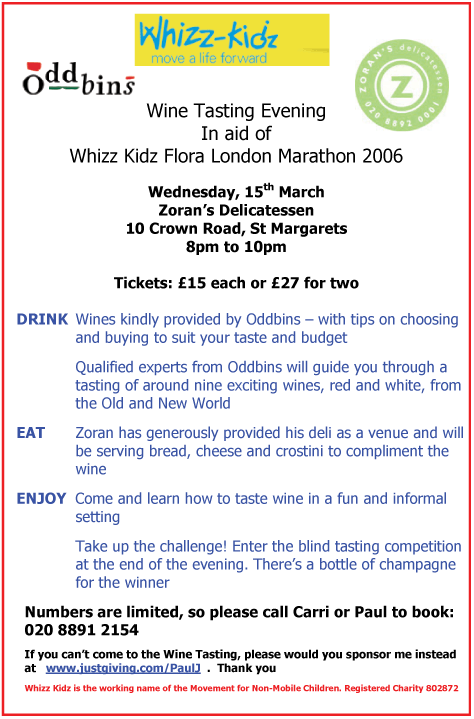 Whizz-Kidz
move a life forward
Oddbins
ZORAN'S delicatessen
Z
020 8892 0001
Wine Tasting Evening
In aid of
Whizz Kidz Flora London Marathon 2006
Wednesday, 15th March
Zoran's Delicatessen
10 Crown Road, St Margarets
8pm to 10pm
Tickets: £15 each or £27 for two
DRINK Wines kindly provided by Oddbins – with tips on choosing
and buying to suit your taste and budget
Qualified experts from Oddbins will guide you through a
tasting of around nine exciting wines, red and white, from
the Old and New World
EAT Zoran has generously provided his deli as a venue and will
be serving bread, cheese and crostini to compliment the
wine
ENJOY Come and learn how to taste wine in a fun and informal
setting
Take up the challenge! Enter the blind tasting competition
at the end of the evening. There's a bottle of champagne
for the winner
Numbers are limited, so please call Carri or Paul to book:
020 8891 2154
If you can't come to the Wine Tasting, please would you sponsor me instead
at www.justgiving.com/PaulJ . Thank you
Whizz Kidz is the working name of the Movement for Non-Mobile Children. Registered Charity 802872